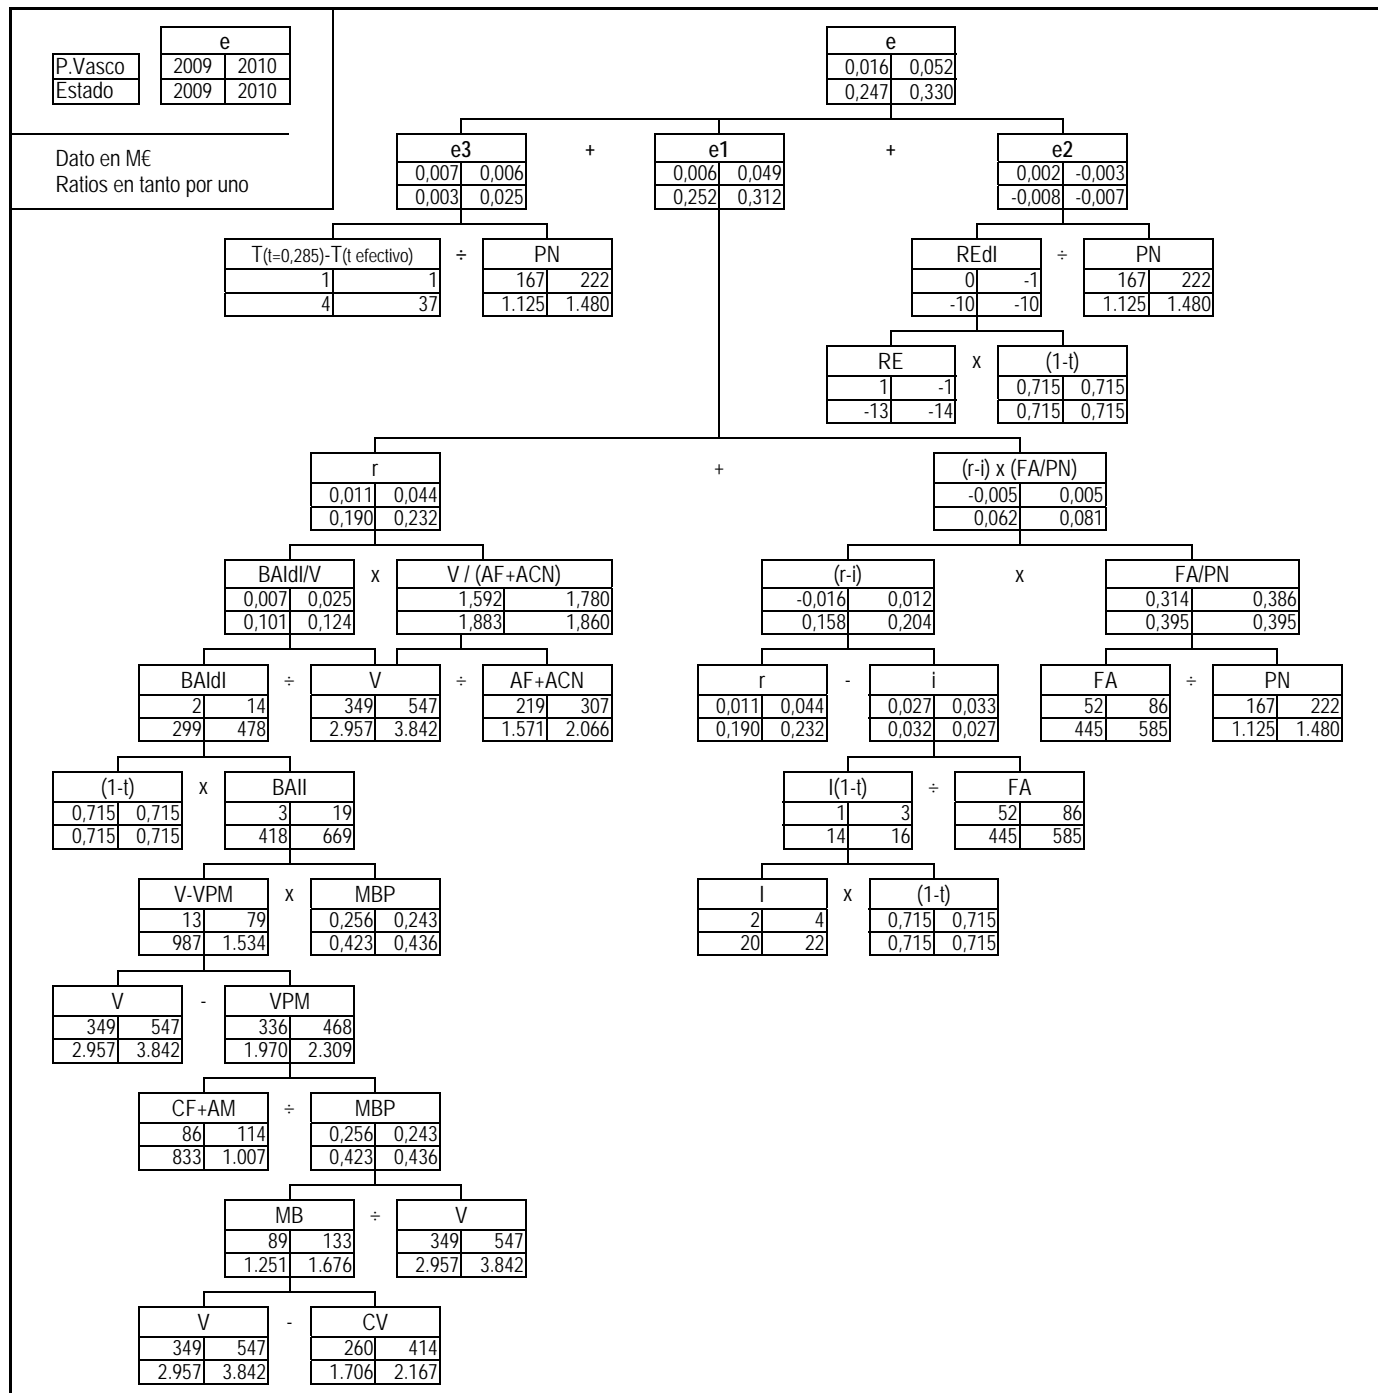 e
P.Vasco 2009 2010
Estado 2009 2010
Dato en M€
Ratios en tanto por uno
e
0,016 0,052
0,247 0,330
e3 + e1 + e2
0,007 0,006 0,006 0,049 0,002 -0,003
0,003 0,025 0,252 0,312 -0,008 -0,007
T(t=0,285)-T(t efectivo) ÷ PN REdI ÷ PN
1 1 167 222 0 -1 167 222
4 37 1.125 1.480 -10 -10 1.125 1.480
RE x (1-t)
1 -1 0,715 0,715
-13 -14 0,715 0,715
r + (r-i) x (FA/PN)
0,011 0,044 -0,005 0,005
0,190 0,232 0,062 0,081
BAIdI/V x V / (AF+ACN) (r-i) x FA/PN
0,007 0,025 1,592 1,780 -0,016 0,012 0,314 0,386
0,101 0,124 1,883 1,860 0,158 0,204 0,395 0,395
BAIdI ÷ V ÷ AF+ACN r - i FA ÷ PN
2 14 349 547 219 307 0,011 0,044 0,027 0,033 52 86 167 222
299 478 2.957 3.842 1.571 2.066 0,190 0,232 0,032 0,027 445 585 1.125 1.480
(1-t) x BAII I(1-t) ÷ FA
0,715 0,715 3 19 1 3 52 86
0,715 0,715 418 669 14 16 445 585
V-VPM x MBP I x (1-t)
13 79 0,256 0,243 2 4 0,715 0,715
987 1.534 0,423 0,436 20 22 0,715 0,715
V - VPM
349 547 336 468
2.957 3.842 1.970 2.309
CF+AM ÷ MBP
86 114 0,256 0,243
833 1.007 0,423 0,436
MB ÷ V
89 133 349 547
1.251 1.676 2.957 3.842
V - CV
349 547 260 414
2.957 3.842 1.706 2.167